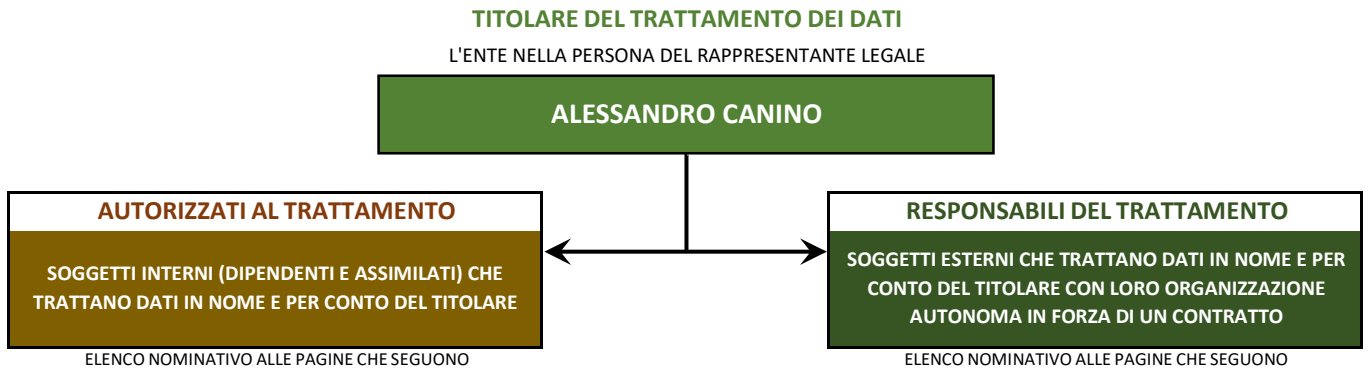 TITOLARE DEL TRATTAMENTO DEI DATI
L'ENTE NELLA PERSONA DEL RAPPRESENTANTE LEGALE
ALESSANDRO CANINO
AUTORIZZATI AL TRATTAMENTO
SOGGETTI INTERNI (DIPENDENTI E ASSIMILATI) CHE
TRATTANO DATI IN NOME E PER CONTO DEL TITOLARE
ELENCO NOMINATIVO ALLE PAGINE CHE SEGUONO
RESPONSABILI DEL TRATTAMENTO
SOGGETTI ESTERNI CHE TRATTANO DATI IN NOME E PER
CONTO DEL TITOLARE CON LORO ORGANIZZAZIONE
AUTONOMA IN FORZA DI UN CONTRATTO
ELENCO NOMINATIVO ALLE PAGINE CHE SEGUONO